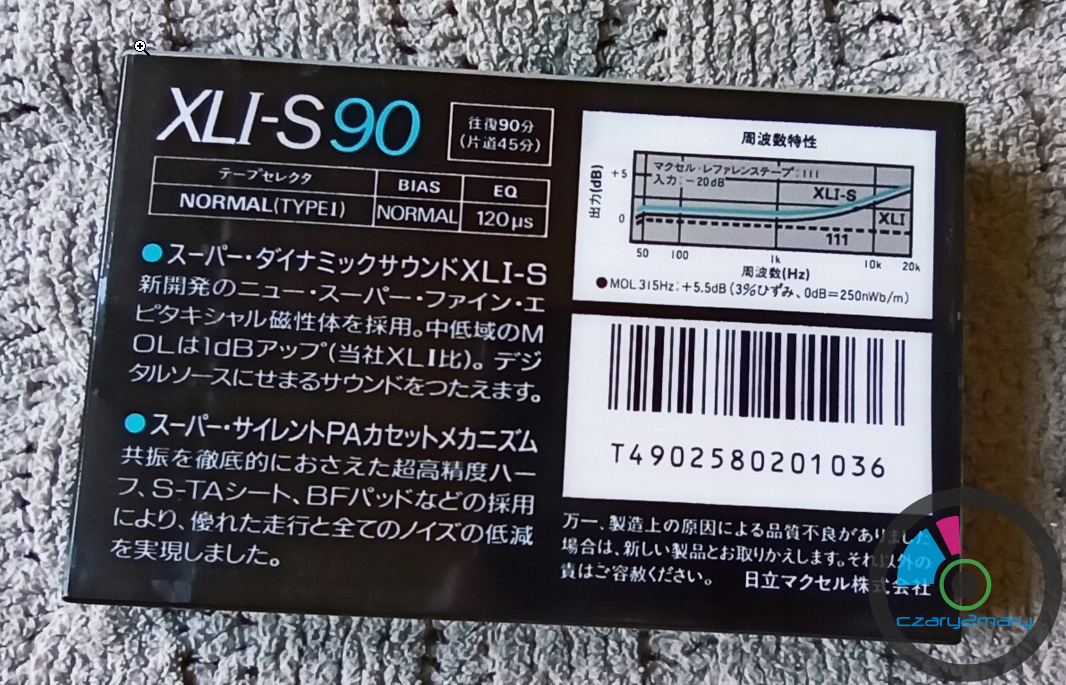 XLI-S 90
往復90分
(片道45分)
テープセレクタ BIAS EQ
NORMAL(TYPE I) NORMAL 120μs
●スーパー・ダイナミックサウンドXLI-S
新開発のニュー・スーパー・ファイン・エ
ピタキシャル磁性体を採用。中低域のM
OLは1dBアップ(当社XLI比)。デジ
タルソースにせまるサウンドをつたえます。
●スーパー・サイレントPAカセットメカニズム
共振を徹底的におさえた超高精度ハー
フ、S-TAシート、BFパッドなどの採用
により、優れた走行と全てのノイズの低減
を実現しました。
周波数特性
マクセル・レファレンステープ:111
入力:-20dB
出力(dB)
+5
0
XLI-S
XLI
111
50 100 1k 10k 20k
周波数(Hz)
●MOL 315Hz:+5.5dB(3%ひずみ、0dB=250nWb/m)
T4902580201036
万一、製造上の原因による品質不良がありました
場合は、新しい製品とお取りかえします。それ以外の
責はご容赦ください。 日立マクセル株式会社
czary2mary